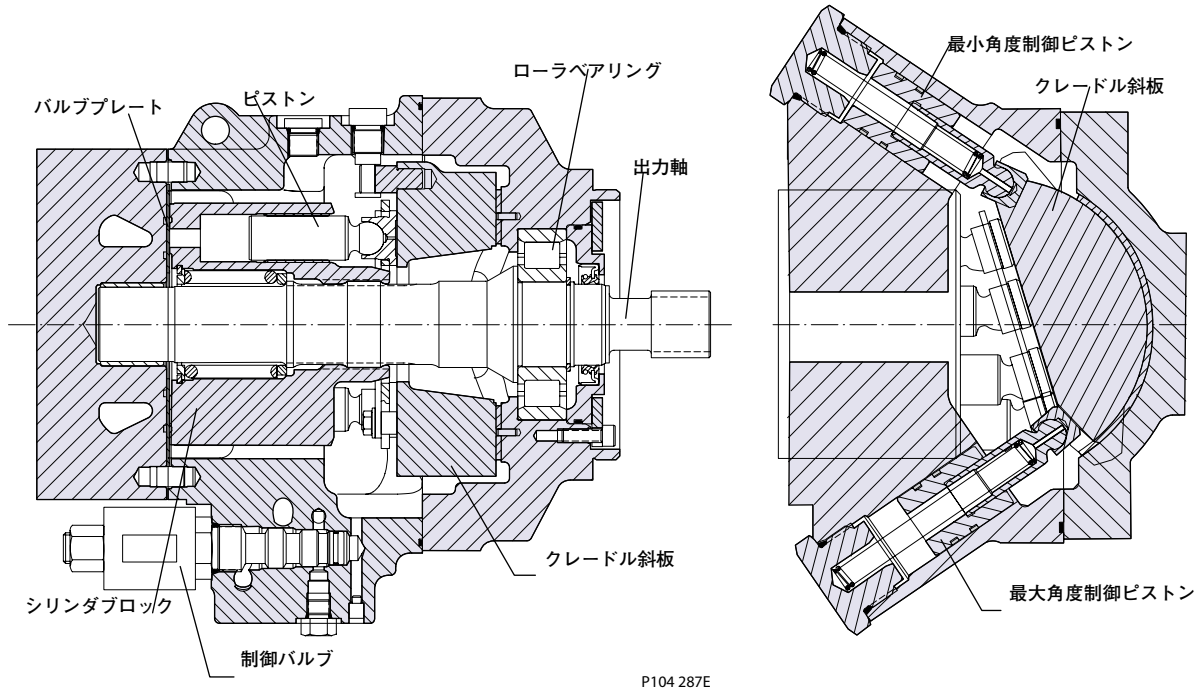 バルブプレート
ピストン
ローラベアリング
出力軸
シリンダブロック
制御バルブ
クレードル斜板
最小角度制御ピストン
クレードル斜板
最大角度制御ピストン
P104 287E